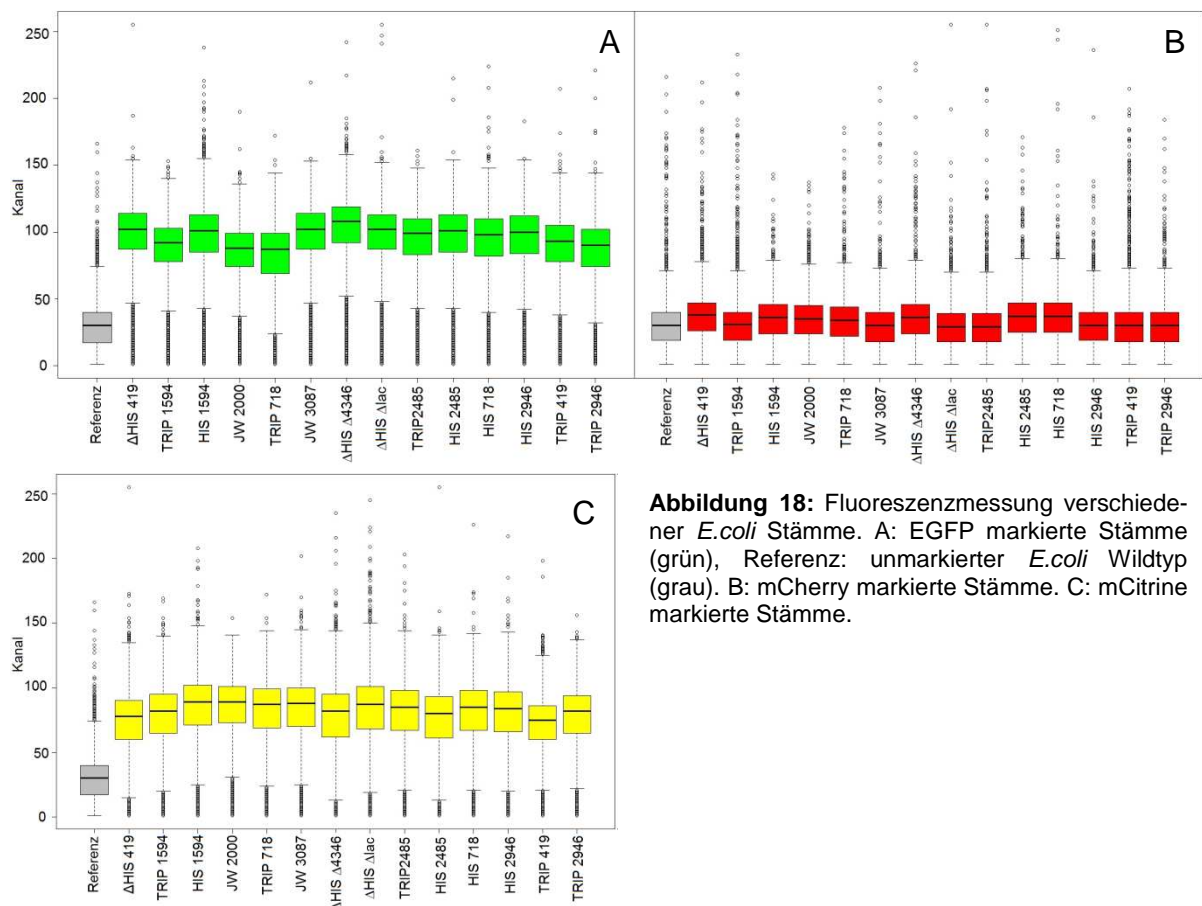 A
250
200
150
100
50
0
Kanal
Referenz
ΔHIS 419
TRIP 1594
HIS 1594
JW 2000
TRIP 718
JW 3087
ΔHIS Δ4346
ΔHIS Δlac
TRIP2485
HIS 2485
HIS 718
HIS 2946
TRIP 419
TRIP 2946
B
Referenz
ΔHIS 419
TRIP 1594
HIS 1594
JW 2000
TRIP 718
JW 3087
ΔHIS Δ4346
ΔHIS Δlac
TRIP2485
HIS 2485
HIS 718
HIS 2946
TRIP 419
TRIP 2946
C
250
200
150
100
50
0
Kanal
Referenz
ΔHIS 419
TRIP 1594
HIS 1594
JW 2000
TRIP 718
JW 3087
ΔHIS Δ4346
ΔHIS Δlac
TRIP2485
HIS 2485
HIS 718
HIS 2946
TRIP 419
TRIP 2946
Abbildung 18: Fluoreszenzmessung verschiede-
ner E.coli Stämme. A: EGFP markierte Stämme
(grün), Referenz: unmarkierter E.coli Wildtyp
(grau). B: mCherry markierte Stämme. C: mCitrine
markierte Stämme.